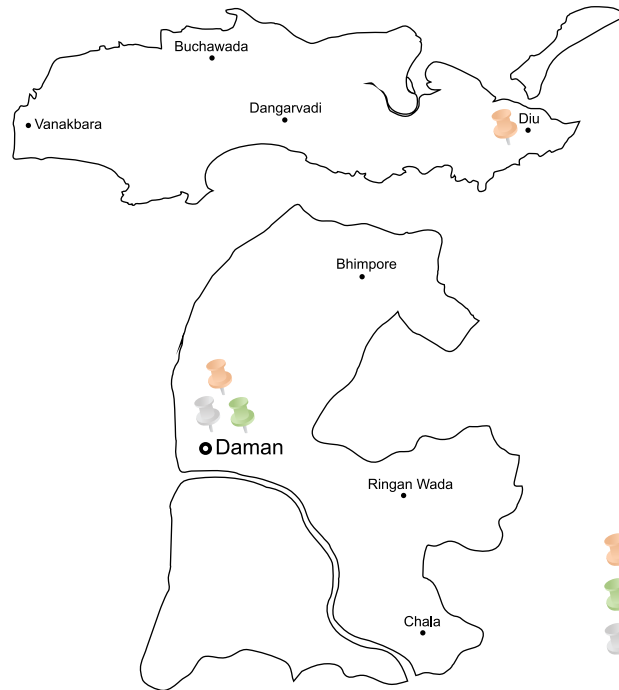 Buchawada
Dangarvadi
Vanakbara
Diu
Bhimpore
Daman
Ringan Wada
Chala